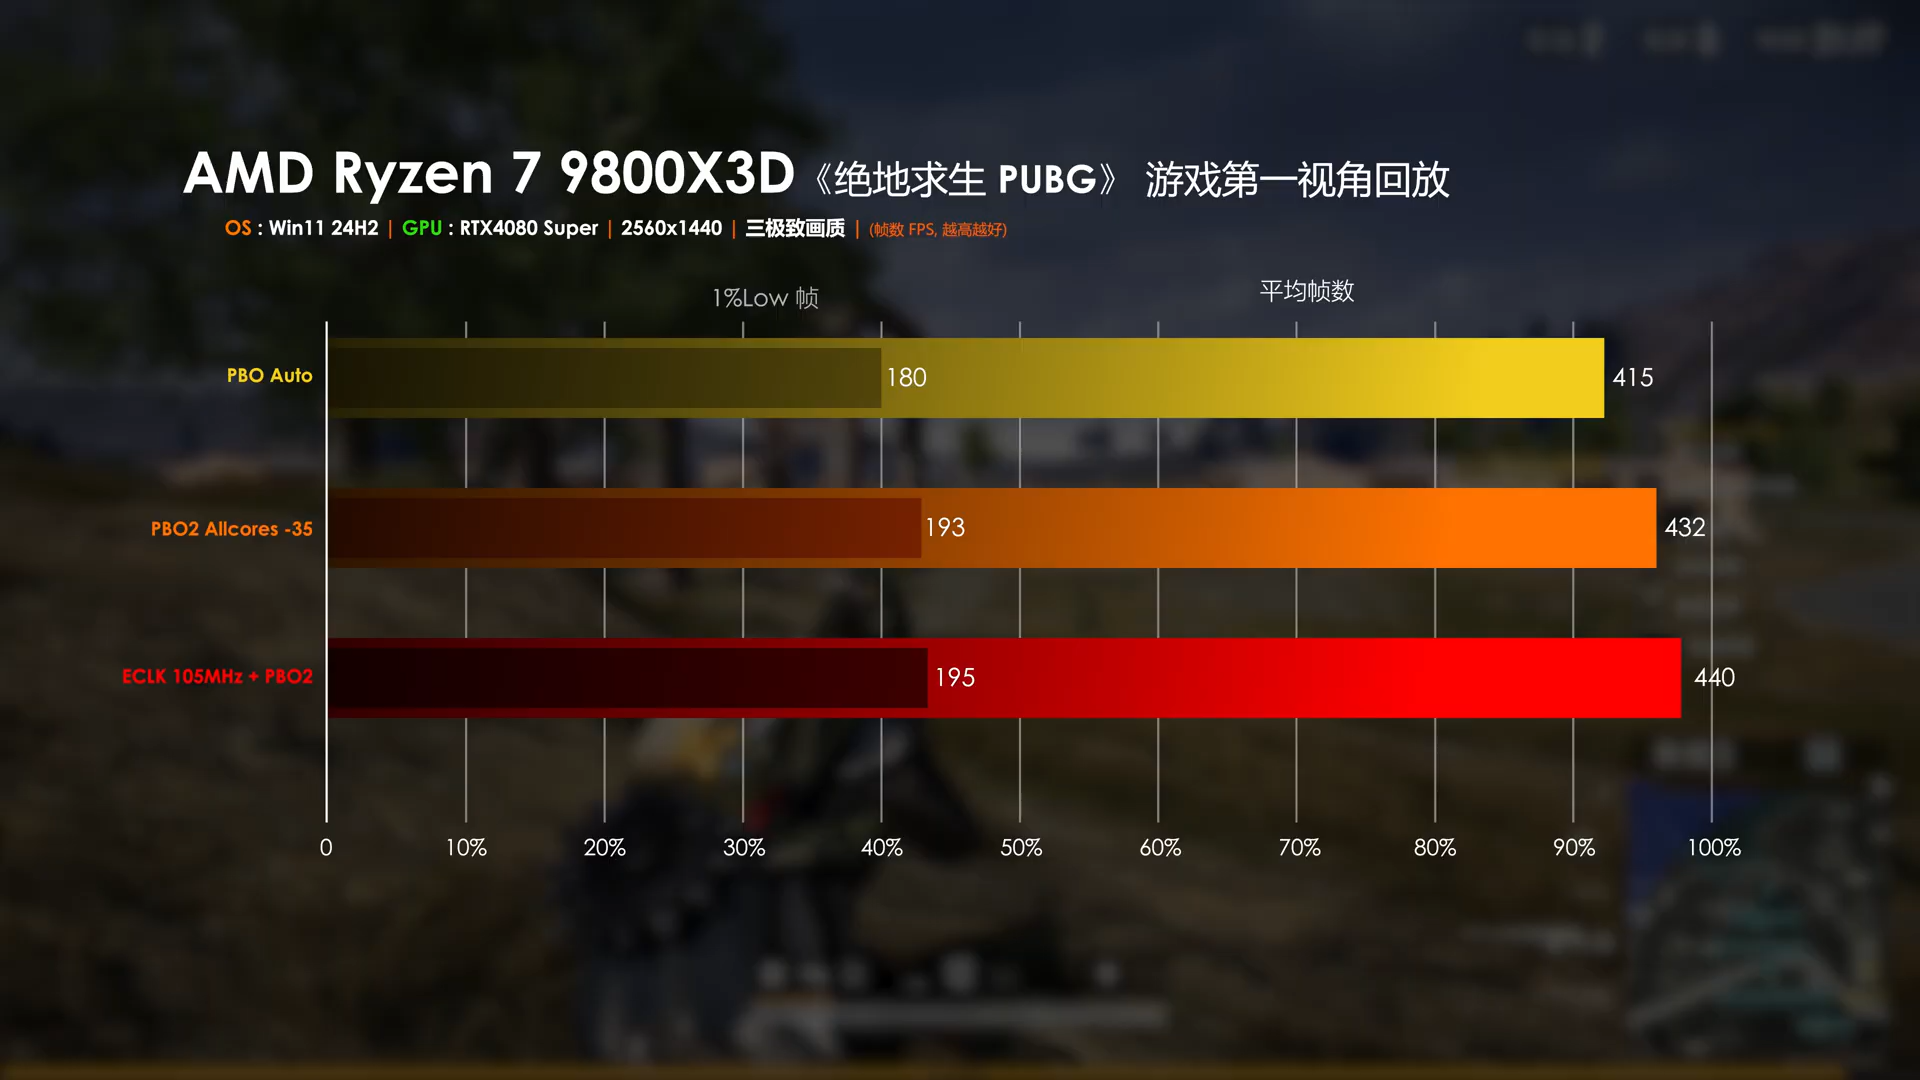 AMD Ryzen 7 9800X3D《绝地求生 PUBG》 游戏第一视角回放
OS : Win11 24H2 | GPU : RTX4080 Super | 2560x1440 | 三极致画质 | (帧数 FPS, 越高越好)
1%Low 帧 平均帧数
PBO Auto 180 415
PBO2 Allcores -35 193 432
ECLK 105MHz + PBO2 195 440
0 10% 20% 30% 40% 50% 60% 70% 80% 90% 100%